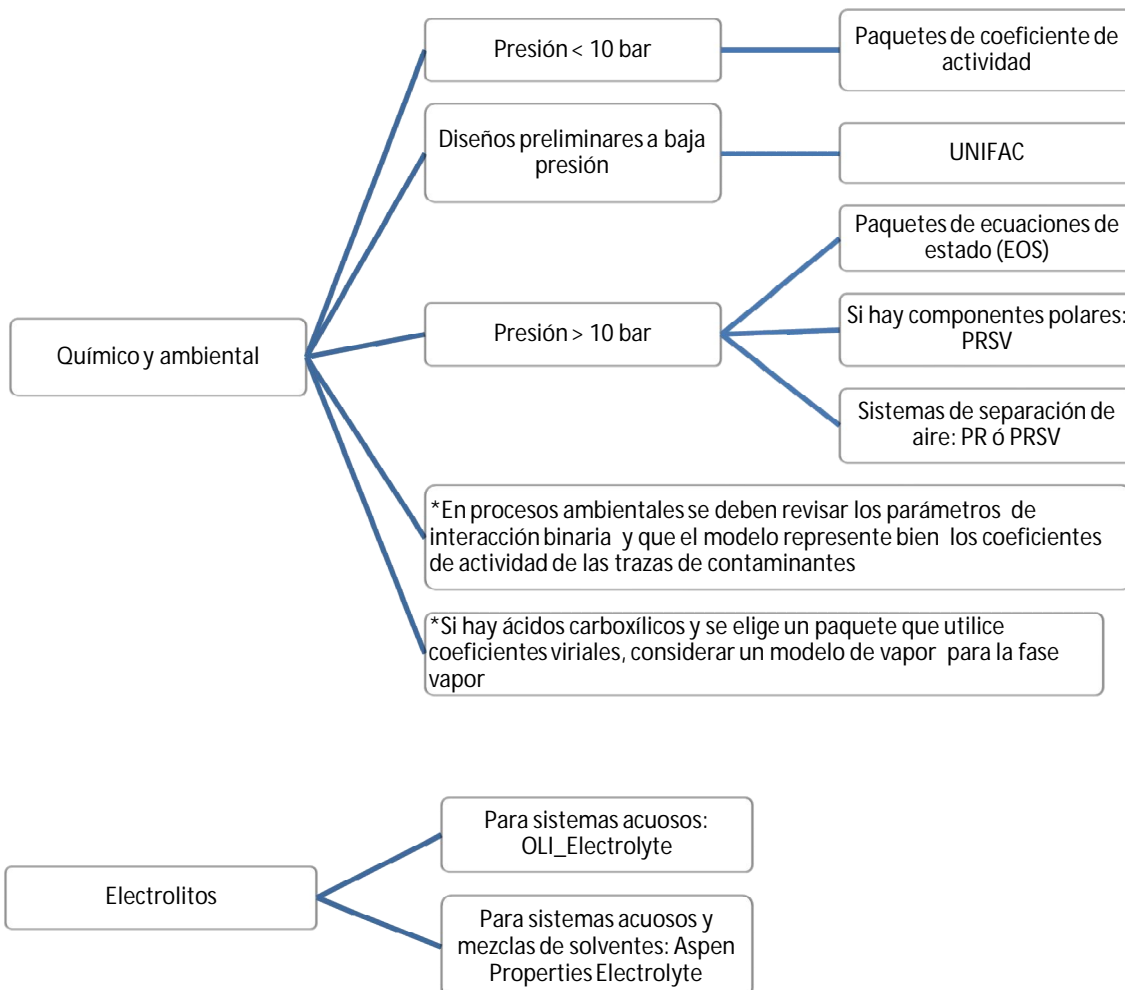 Químico y ambiental
Presión < 10 bar
Paquetes de coeficiente de
actividad
Diseños preliminares a baja
presión
UNIFAC
Presión > 10 bar
Paquetes de ecuaciones de
estado (EOS)
Si hay componentes polares:
PRSV
Sistemas de separación de
aire: PR ó PRSV
*En procesos ambientales se deben revisar los parámetros de
interacción binaria y que el modelo represente bien los coeficientes
de actividad de las trazas de contaminantes
*Si hay ácidos carboxílicos y se elige un paquete que utilice
coeficientes viriales, considerar un modelo de vapor para la fase
vapor
Electrolitos
Para sistemas acuosos:
OLI_Electrolyte
Para sistemas acuosos y
mezclas de solventes: Aspen
Properties Electrolyte